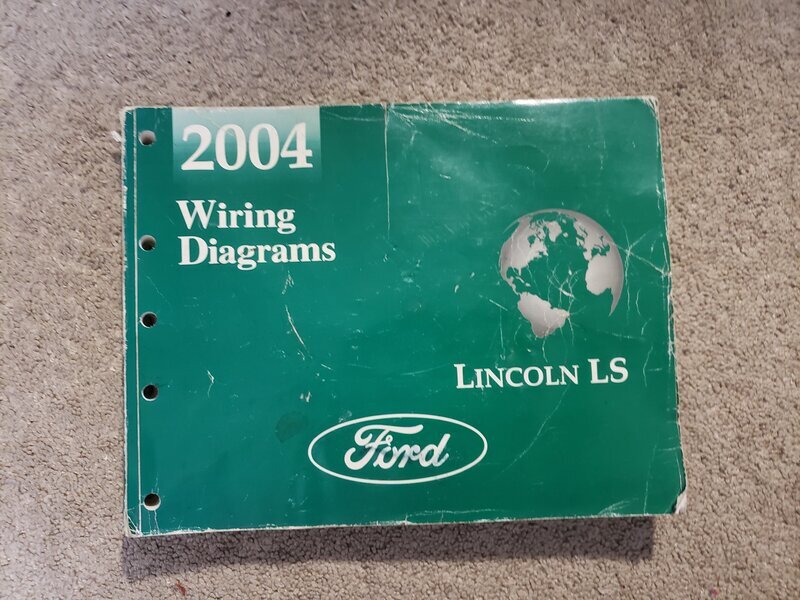 2004
Wiring
Diagrams
LINCOLN LS
Ford